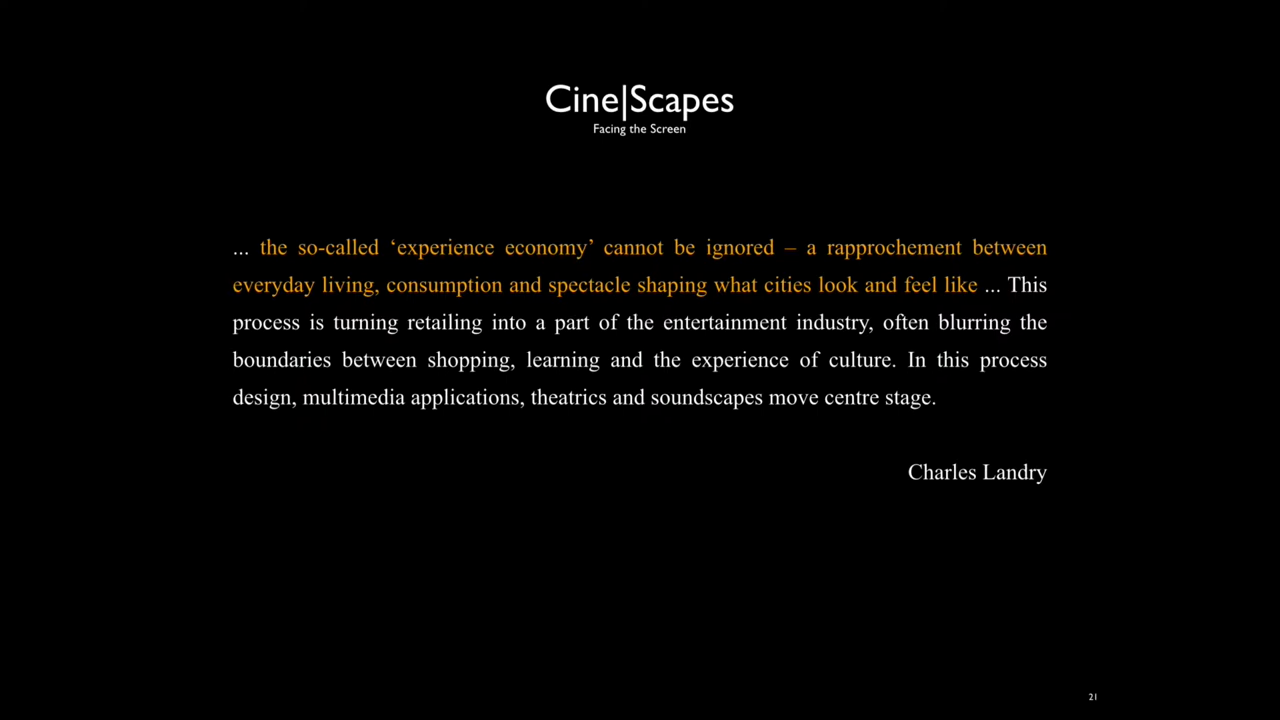 Cine|Scapes
Facing the Screen
... the so-called ‘experience economy’ cannot be ignored – a rapprochement between
everyday living, consumption and spectacle shaping what cities look and feel like ... This
process is turning retailing into a part of the entertainment industry, often blurring the
boundaries between shopping, learning and the experience of culture. In this process
design, multimedia applications, theatrics and soundscapes move centre stage.
Charles Landry
21